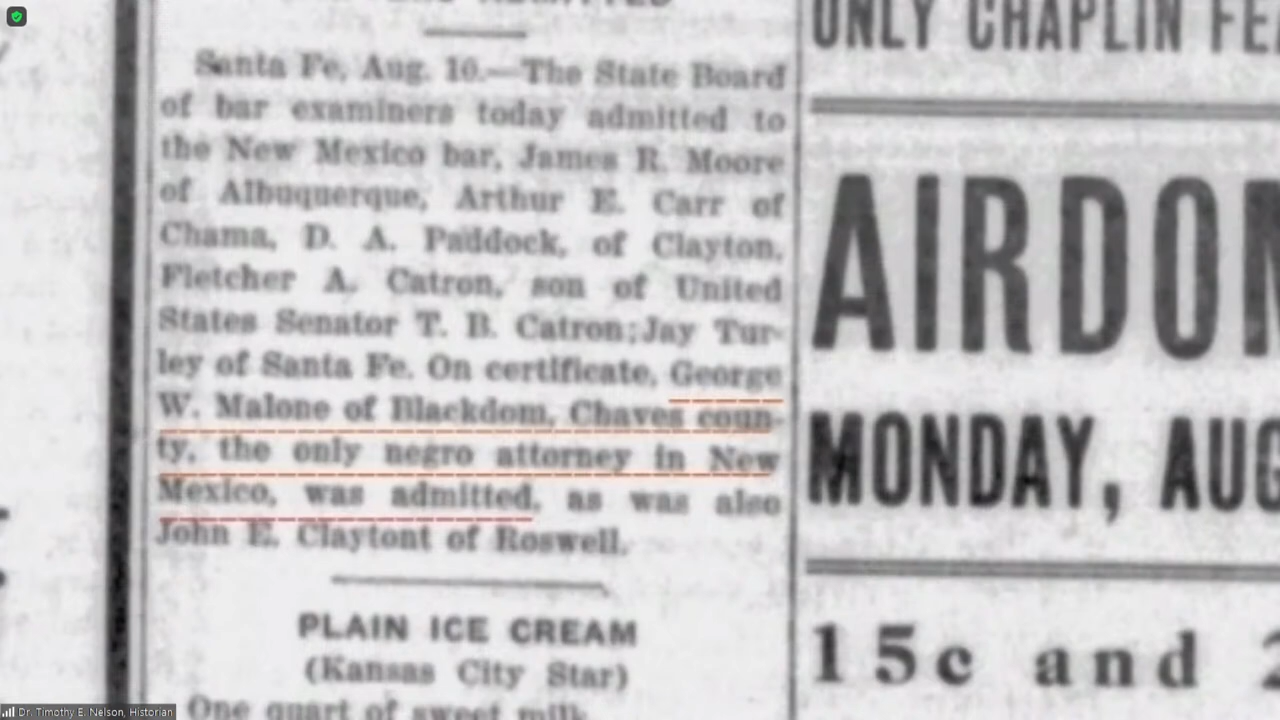 ADMITTED
Santa Fe, Aug. 10.—The State Board
of bar examiners today admitted to
the New Mexico bar, James R. Moore
of Albuquerque, Arthur E. Carr of
Chama, D. A. Paddock, of Clayton,
Fletcher A. Catron, son of United
States Senator T. B. Catron;Jay Tur-
ley of Santa Fe. On certificate, George
W. Malone of Blackdom, Chaves coun-
ty, the only negro attorney in New
Mexico, was admitted, as was also
John E. Claytont of Roswell.
PLAIN ICE CREAM
(Kansas City Star)
One quart of sweet milk
ONLY CHAPLIN FE
AIRDOM
MONDAY, AUG
15c and 2
Dr. Timothy E. Nelson, Historian